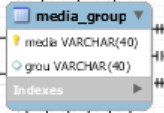 media_group
media VARCHAR(40)
grou VARCHAR(40)
Indexes